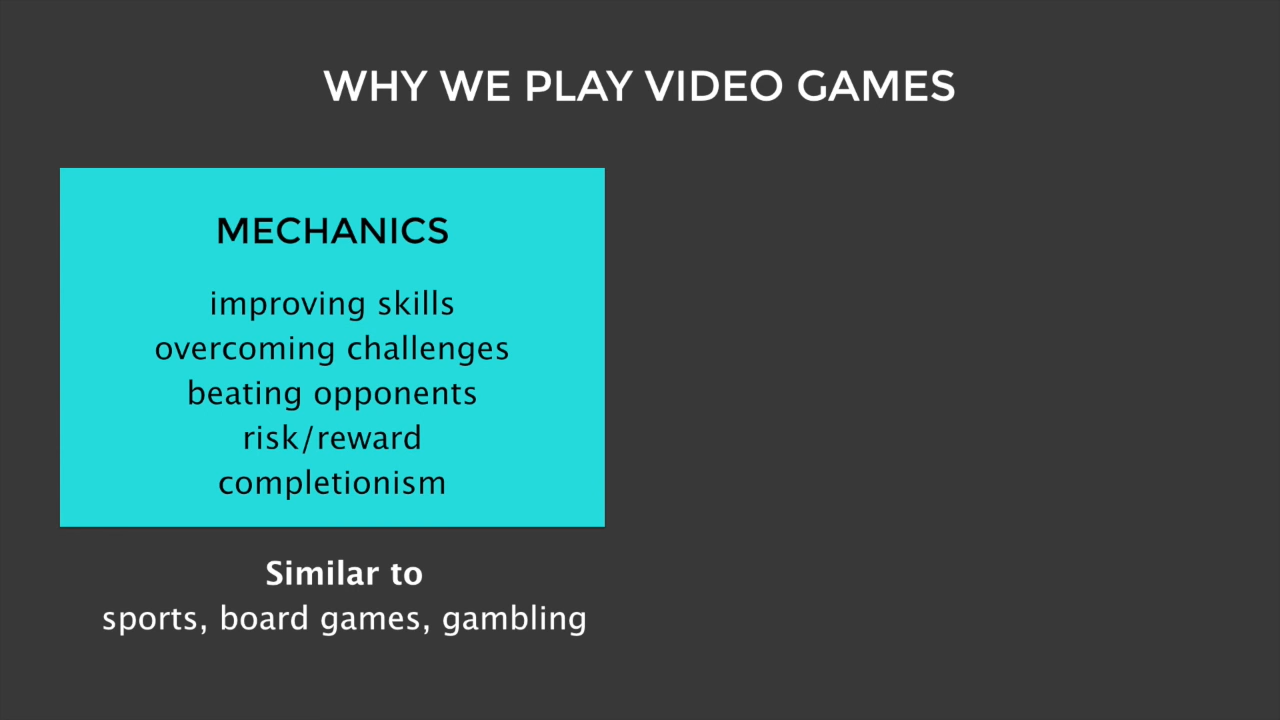 WHY WE PLAY VIDEO GAMES
MECHANICS
improving skills
overcoming challenges
beating opponents
risk/reward
completionism
Similar to
sports, board games, gambling